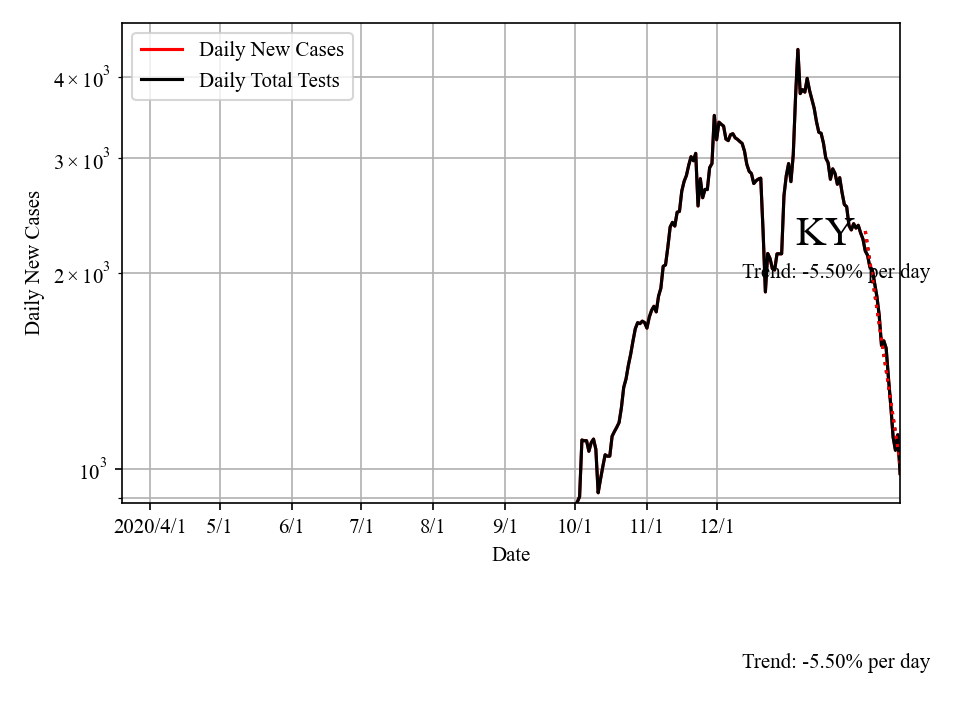 Daily New Cases
Daily Total Tests
4 × 10³
3 × 10³
2 × 10³
10³
Daily New Cases
KY
Trend: -5.50% per day
2020/4/1 5/1 6/1 7/1 8/1 9/1 10/1 11/1 12/1
Date
Trend: -5.50% per day